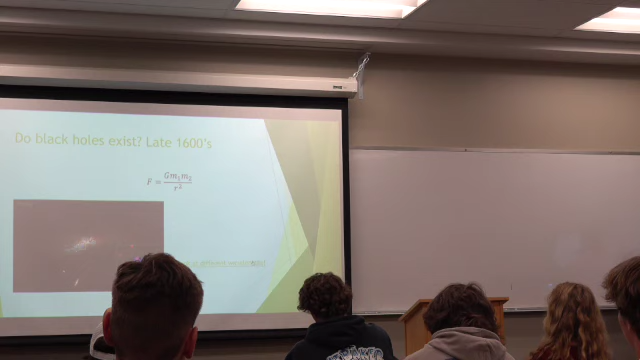 Do black holes exist? Late 1600's
F = Gm₁m₂ / r²